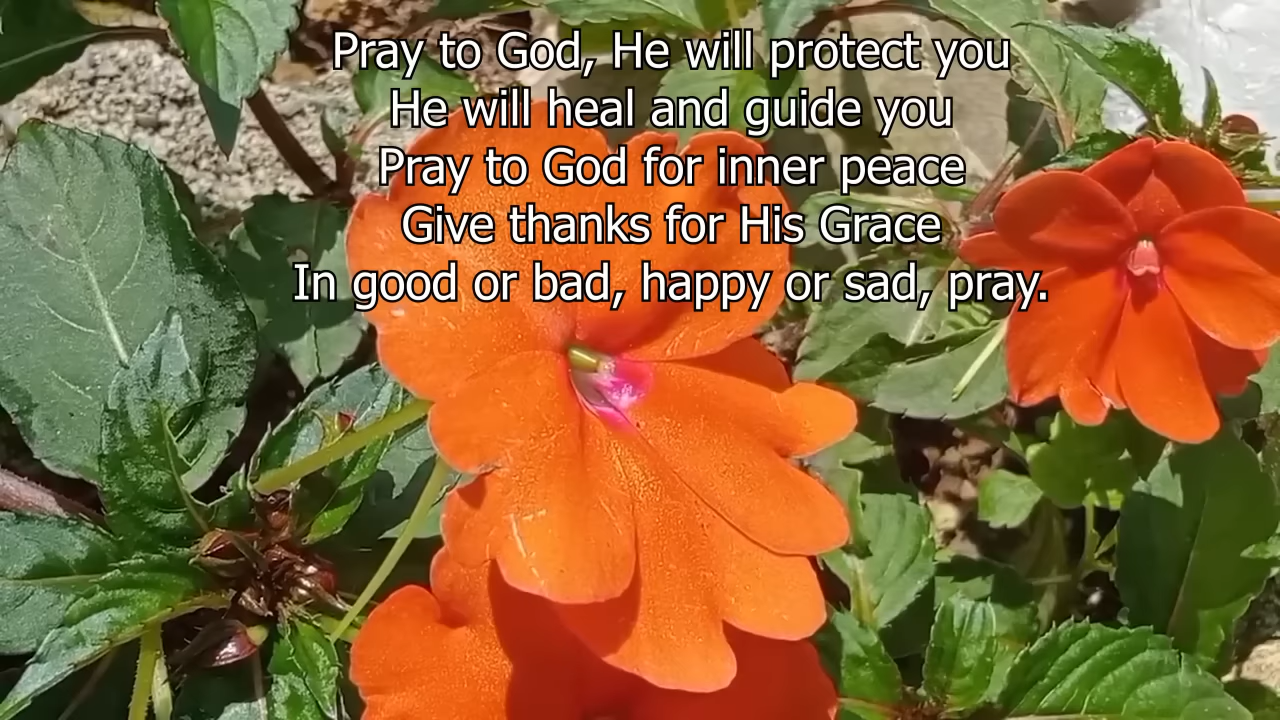 Pray to God, He will protect you
He will heal and guide you
Pray to God for inner peace
Give thanks for His Grace
In good or bad, happy or sad, pray.